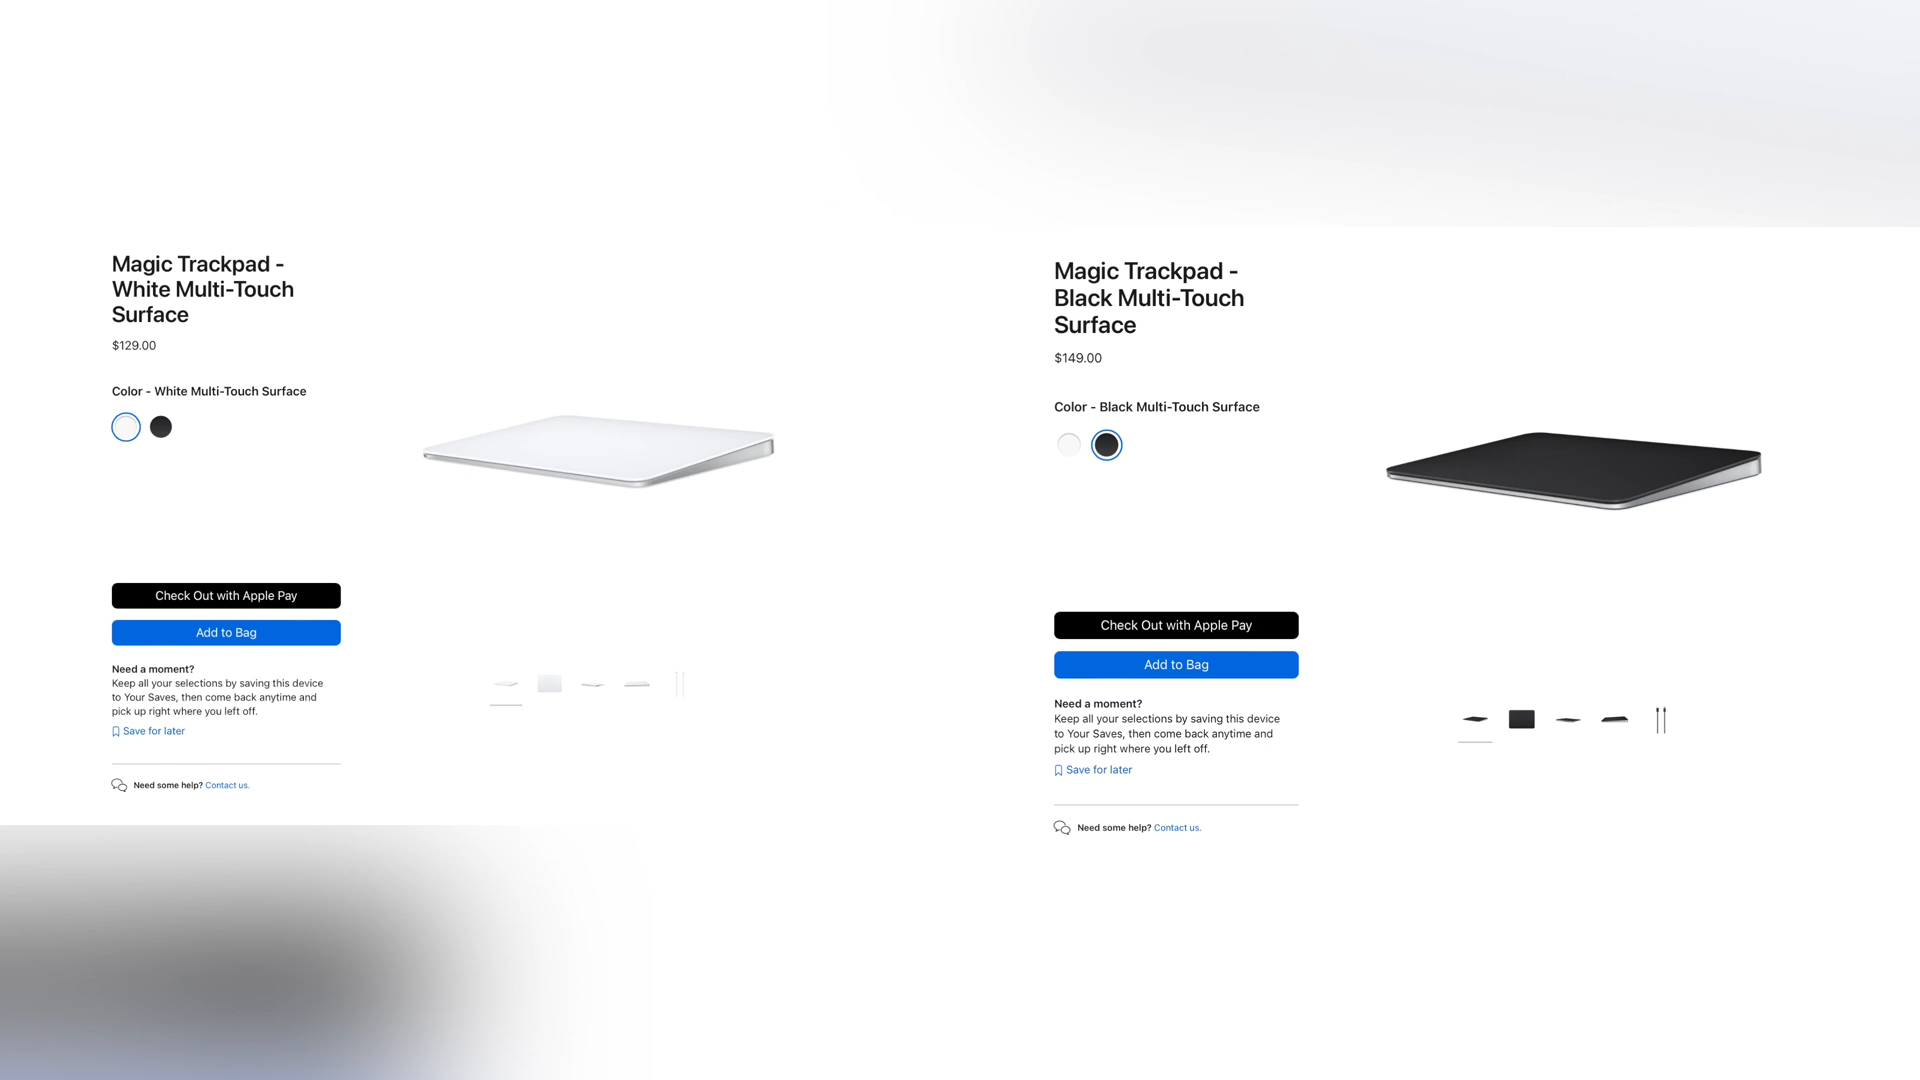 Magic Trackpad -
White Multi-Touch
Surface
$129.00
Color - White Multi-Touch Surface
Check Out with Apple Pay
Add to Bag
Need a moment?
Keep all your selections by saving this device
to Your Saves, then come back anytime and
pick up right where you left off.
Save for later
Need some help? Contact us.
Magic Trackpad -
Black Multi-Touch
Surface
$149.00
Color - Black Multi-Touch Surface
Check Out with Apple Pay
Add to Bag
Need a moment?
Keep all your selections by saving this device
to Your Saves, then come back anytime and
pick up right where you left off.
Save for later
Need some help? Contact us.